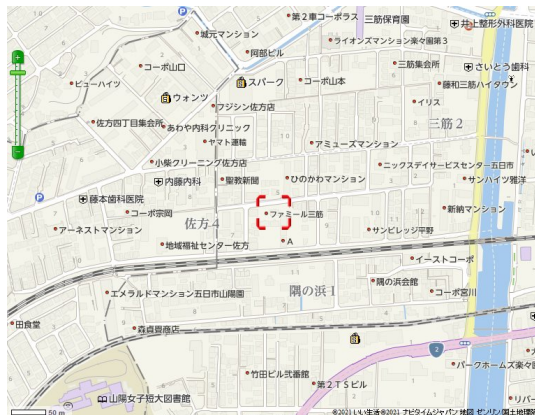 第2車コーポラス
三筋保育園
井上整形外科医院
城元マンション
ライオンズマンション楽々園第3
阿部ビル
コーポ山口
三筋集会所
さいとう歯科
スパーク
コーポ山本
藤和三筋ハイタウン
ビューハイツ
ウォンツ
フジシン佐方店
イリス
佐方四丁目集会所
あわや内科クリニック
三筋2
ヤマト運輸
アミューズマンション
小柴クリーニング佐方店
ニックスデイサービスセンター五日市
内藤内科
聖教新聞
ひのかわマンション
サンハイツ雅洋
藤本歯科医院
コーポ宗岡
ファミール三筋
新納マンション
佐方4
アーネストマンション
サンビレッジ平野
地域福祉センター佐方
A
イーストコーポ
隅の浜会館
エメラルドマンション五日市山陽園
隅の浜1
コーポ宮川
田食堂
森貞畳商店
2
パークホームズ楽々
竹田ビル弐番館
第2TSビル
山陽女子短大図書館
リバー
50 m
©2021 いい生活©2021 ナビタイムジャパン 地図 ゼンリン 国土地理院